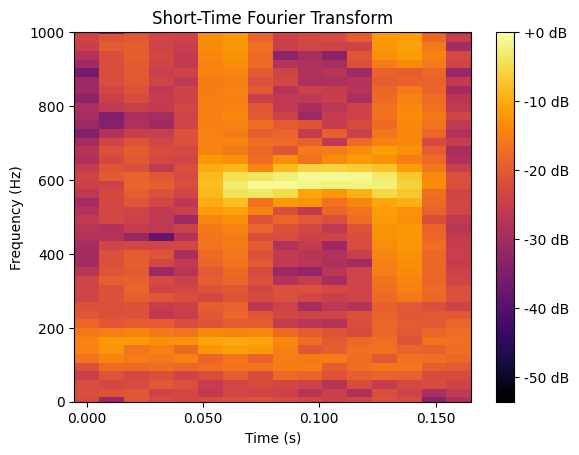 Short-Time Fourier Transform
1000
800
600
400
200
0
Frequency (Hz)
0.000
0.050
0.100
0.150
Time (s)
+0 dB
-10 dB
-20 dB
-30 dB
-40 dB
-50 dB